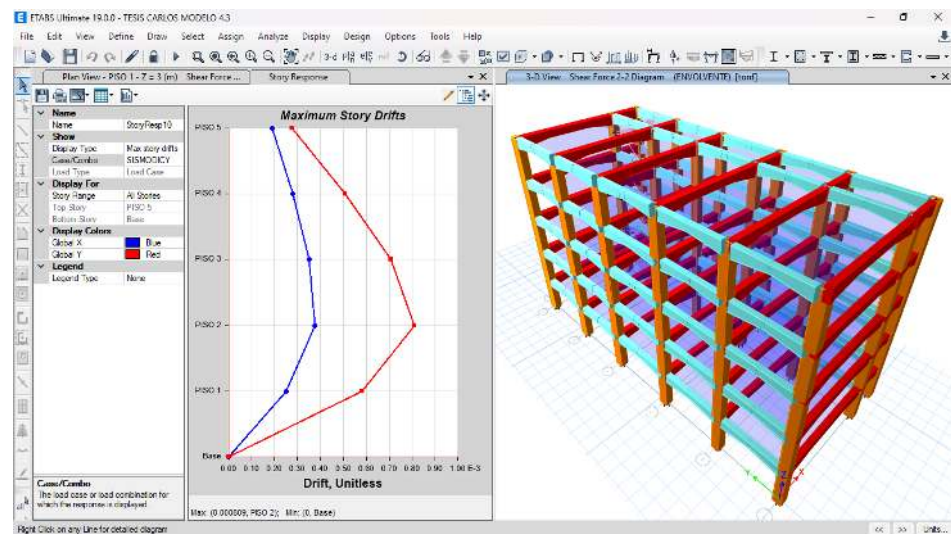 ETABS Ultimate 19.0.0 - TESIS CARLOS MODELO 4.3
File Edit View Define Draw Select Assign Analyze Display Design Options Tools Help
Plan View - PISO 1 - Z = 3 (m) Shear Force ...
Story Response
3-D View Shear Force 2-2 Diagram (ENVOLVENTE) [tonf]
Name
Name StoryResp10
Show
Display Type Max story drifts
Case/Combo SISMODICY
Load Type Load Case
Display For
Story Range All Stories
Top Story PISO 5
Bottom Story Base
Display Colors
Global X Blue
Global Y Red
Legend
Legend Type None
Case/Combo
The load case or load combination for
which the response is displayed
Maximum Story Drifts
PISO 5
PISO 4
PISO 3
PISO 2
PISO 1
Base
0.00 0.10 0.20 0.30 0.40 0.50 0.60 0.70 0.80 0.90 1.00 E-3
Drift, Unitless
Max: (0.000809, PISO 2); Min: (0, Base)
Right Click on any Line for detailed diagram
<< >> Units...